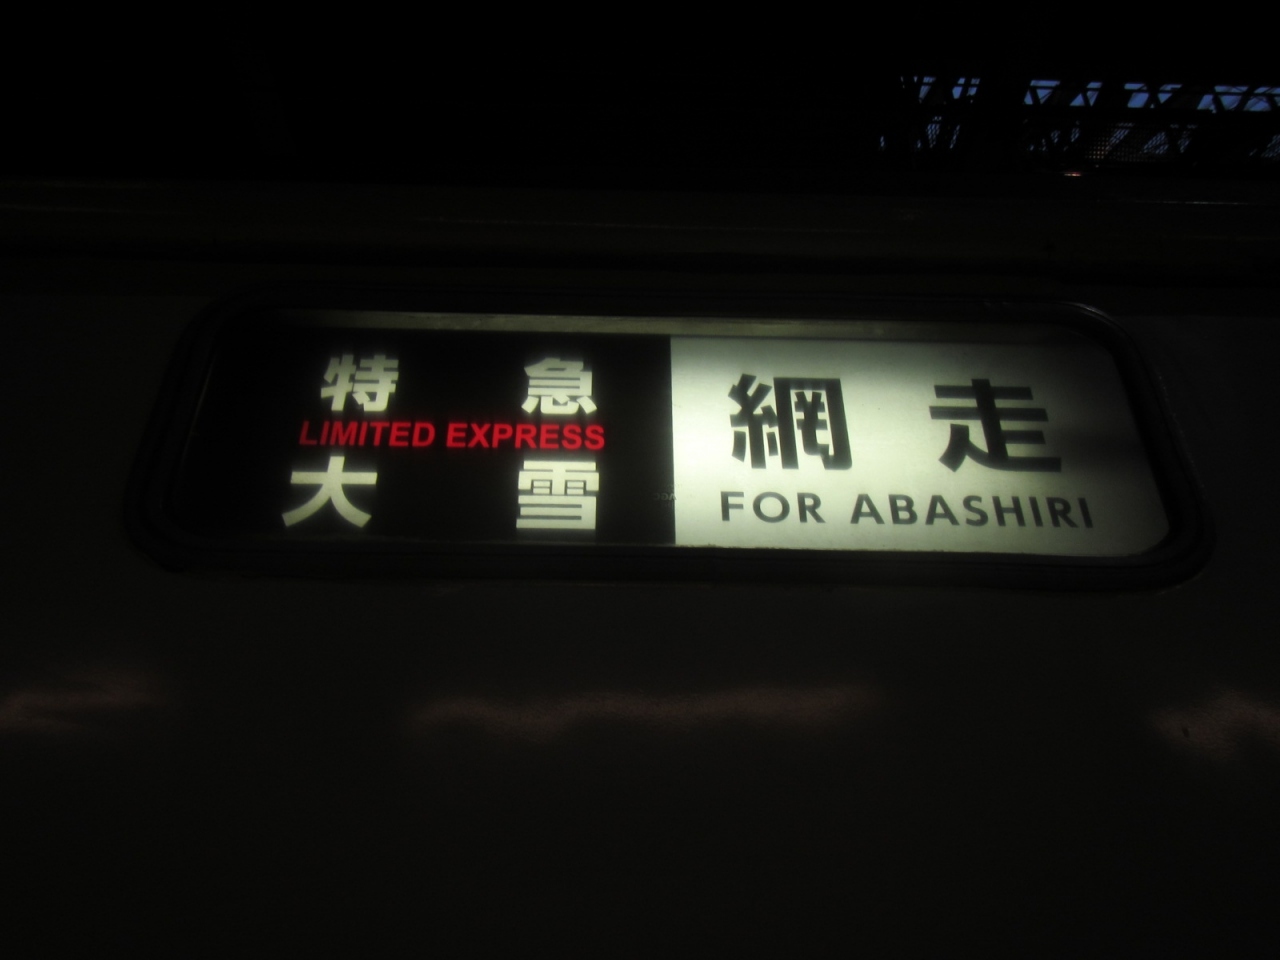 特急
LIMITED EXPRESS
大雪
網走
FOR ABASHIRI